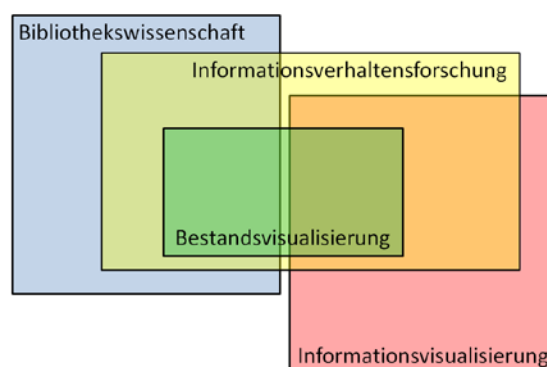 Bibliothekswissenschaft
Informationsverhaltensforschung
Bestandsvisualisierung
Informationsvisualisierung